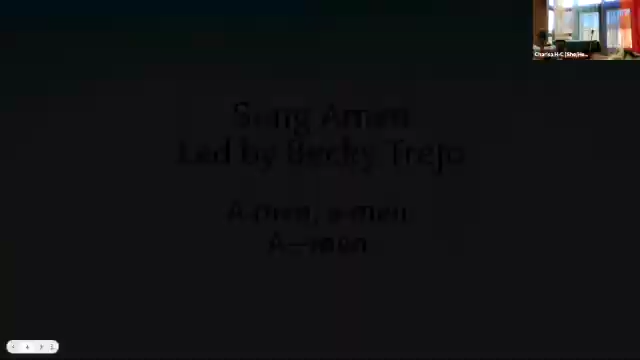 Sung Amen
Led by Becky Trejo
A-men, a-men,
A—men